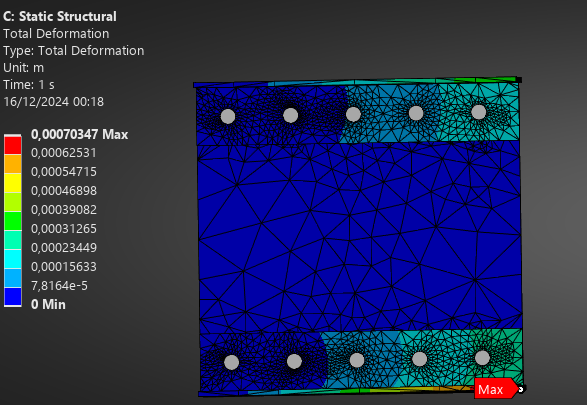 C: Static Structural
Total Deformation
Type: Total Deformation
Unit: m
Time: 1 s
16/12/2024 00:18
0,00070347 Max
0,00062531
0,00054715
0,00046898
0,00039082
0,00031265
0,00023449
0,00015633
7,8164e-5
0 Min
Max